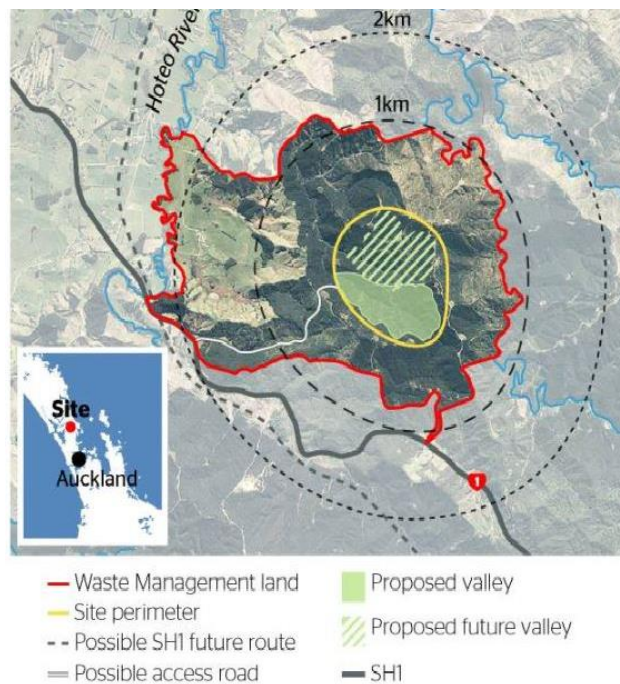 2km
Hoteo River
1km
Site
Auckland
1
Waste Management land
Site perimeter
Possible SH1 future route
Possible access road
Proposed valley
Proposed future valley
SH1